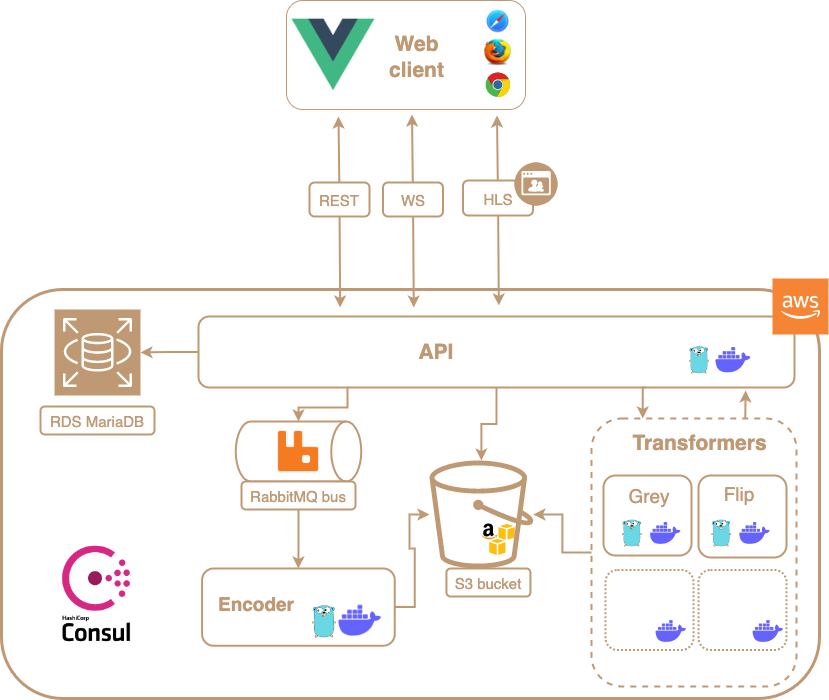 Web
client
REST
WS
HLS
aws
API
RDS MariaDB
Transformers
RabbitMQ bus
Grey
Flip
a
S3 bucket
Encoder
HashiCorp
Consul